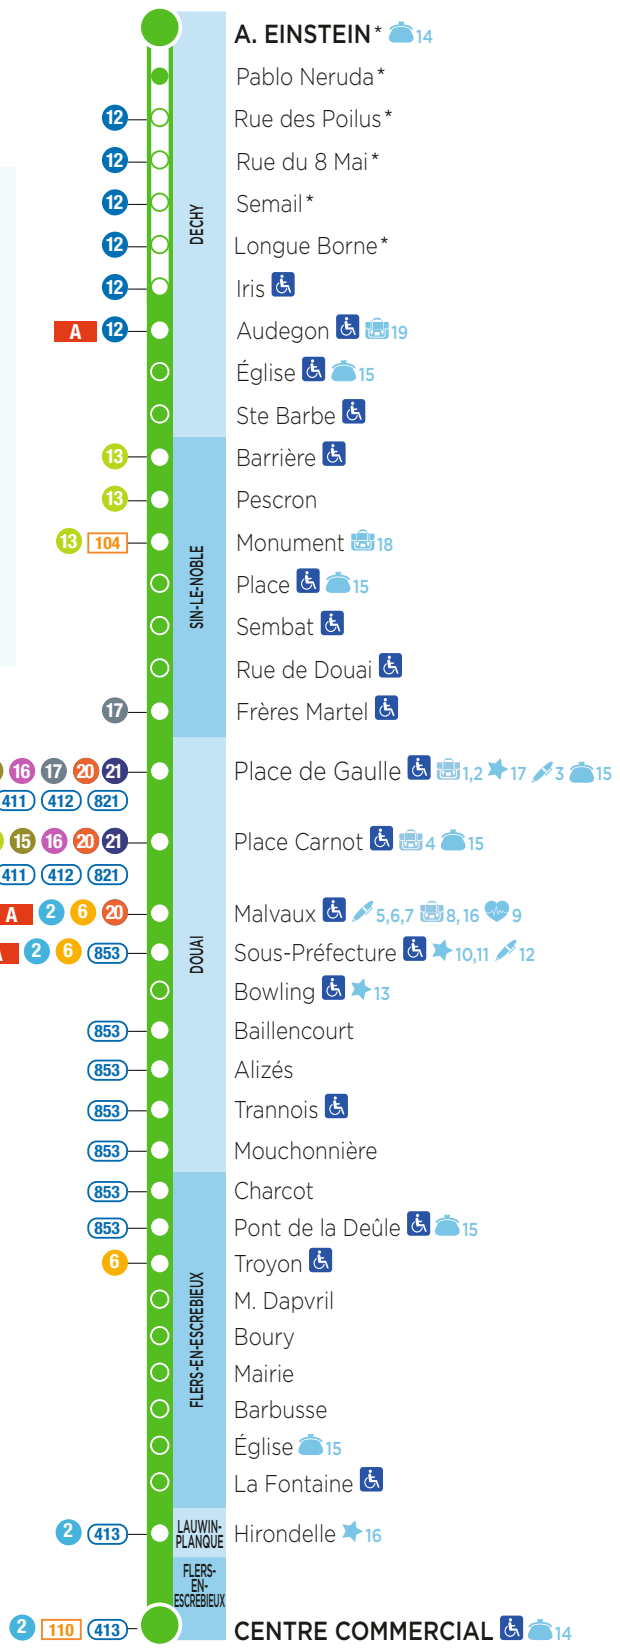 A. EINSTEIN* 14
Pablo Neruda*
12 Rue des Poilus*
12 Rue du 8 Mai*
12 Semail*
12 Longue Borne*
DECHY
12 Iris
A 12 Audegon 19
Église 15
Ste Barbe
13 Barrière
13 Pescron
13 104 Monument 18
SIN-LE-NOBLE
Place 15
Sembat
Rue de Douai
17 Frères Martel
16 17 20 21 Place de Gaulle 1,2 17 3 15
411 412 821
15 16 20 21 Place Carnot 4 15
411 412 821
A 2 6 20 Malvaux 5,6,7 8,16 9
DOUAI
A 2 6 853 Sous-Préfecture 10,11 12
Bowling 13
853 Baillencourt
853 Alizés
853 Trannois
853 Mouchonnière
853 Charcot
853 Pont de la Deûle 15
6 Troyon
M. Dapvril
FLERS-EN-ESCREBIEUX
Boury
Mairie
Barbusse
Église 15
La Fontaine
LAUWIN-
PLANQUE
2 413 Hirondelle 16
FLERS-
EN-
ESCREBIEUX
2 110 413 CENTRE COMMERCIAL 14